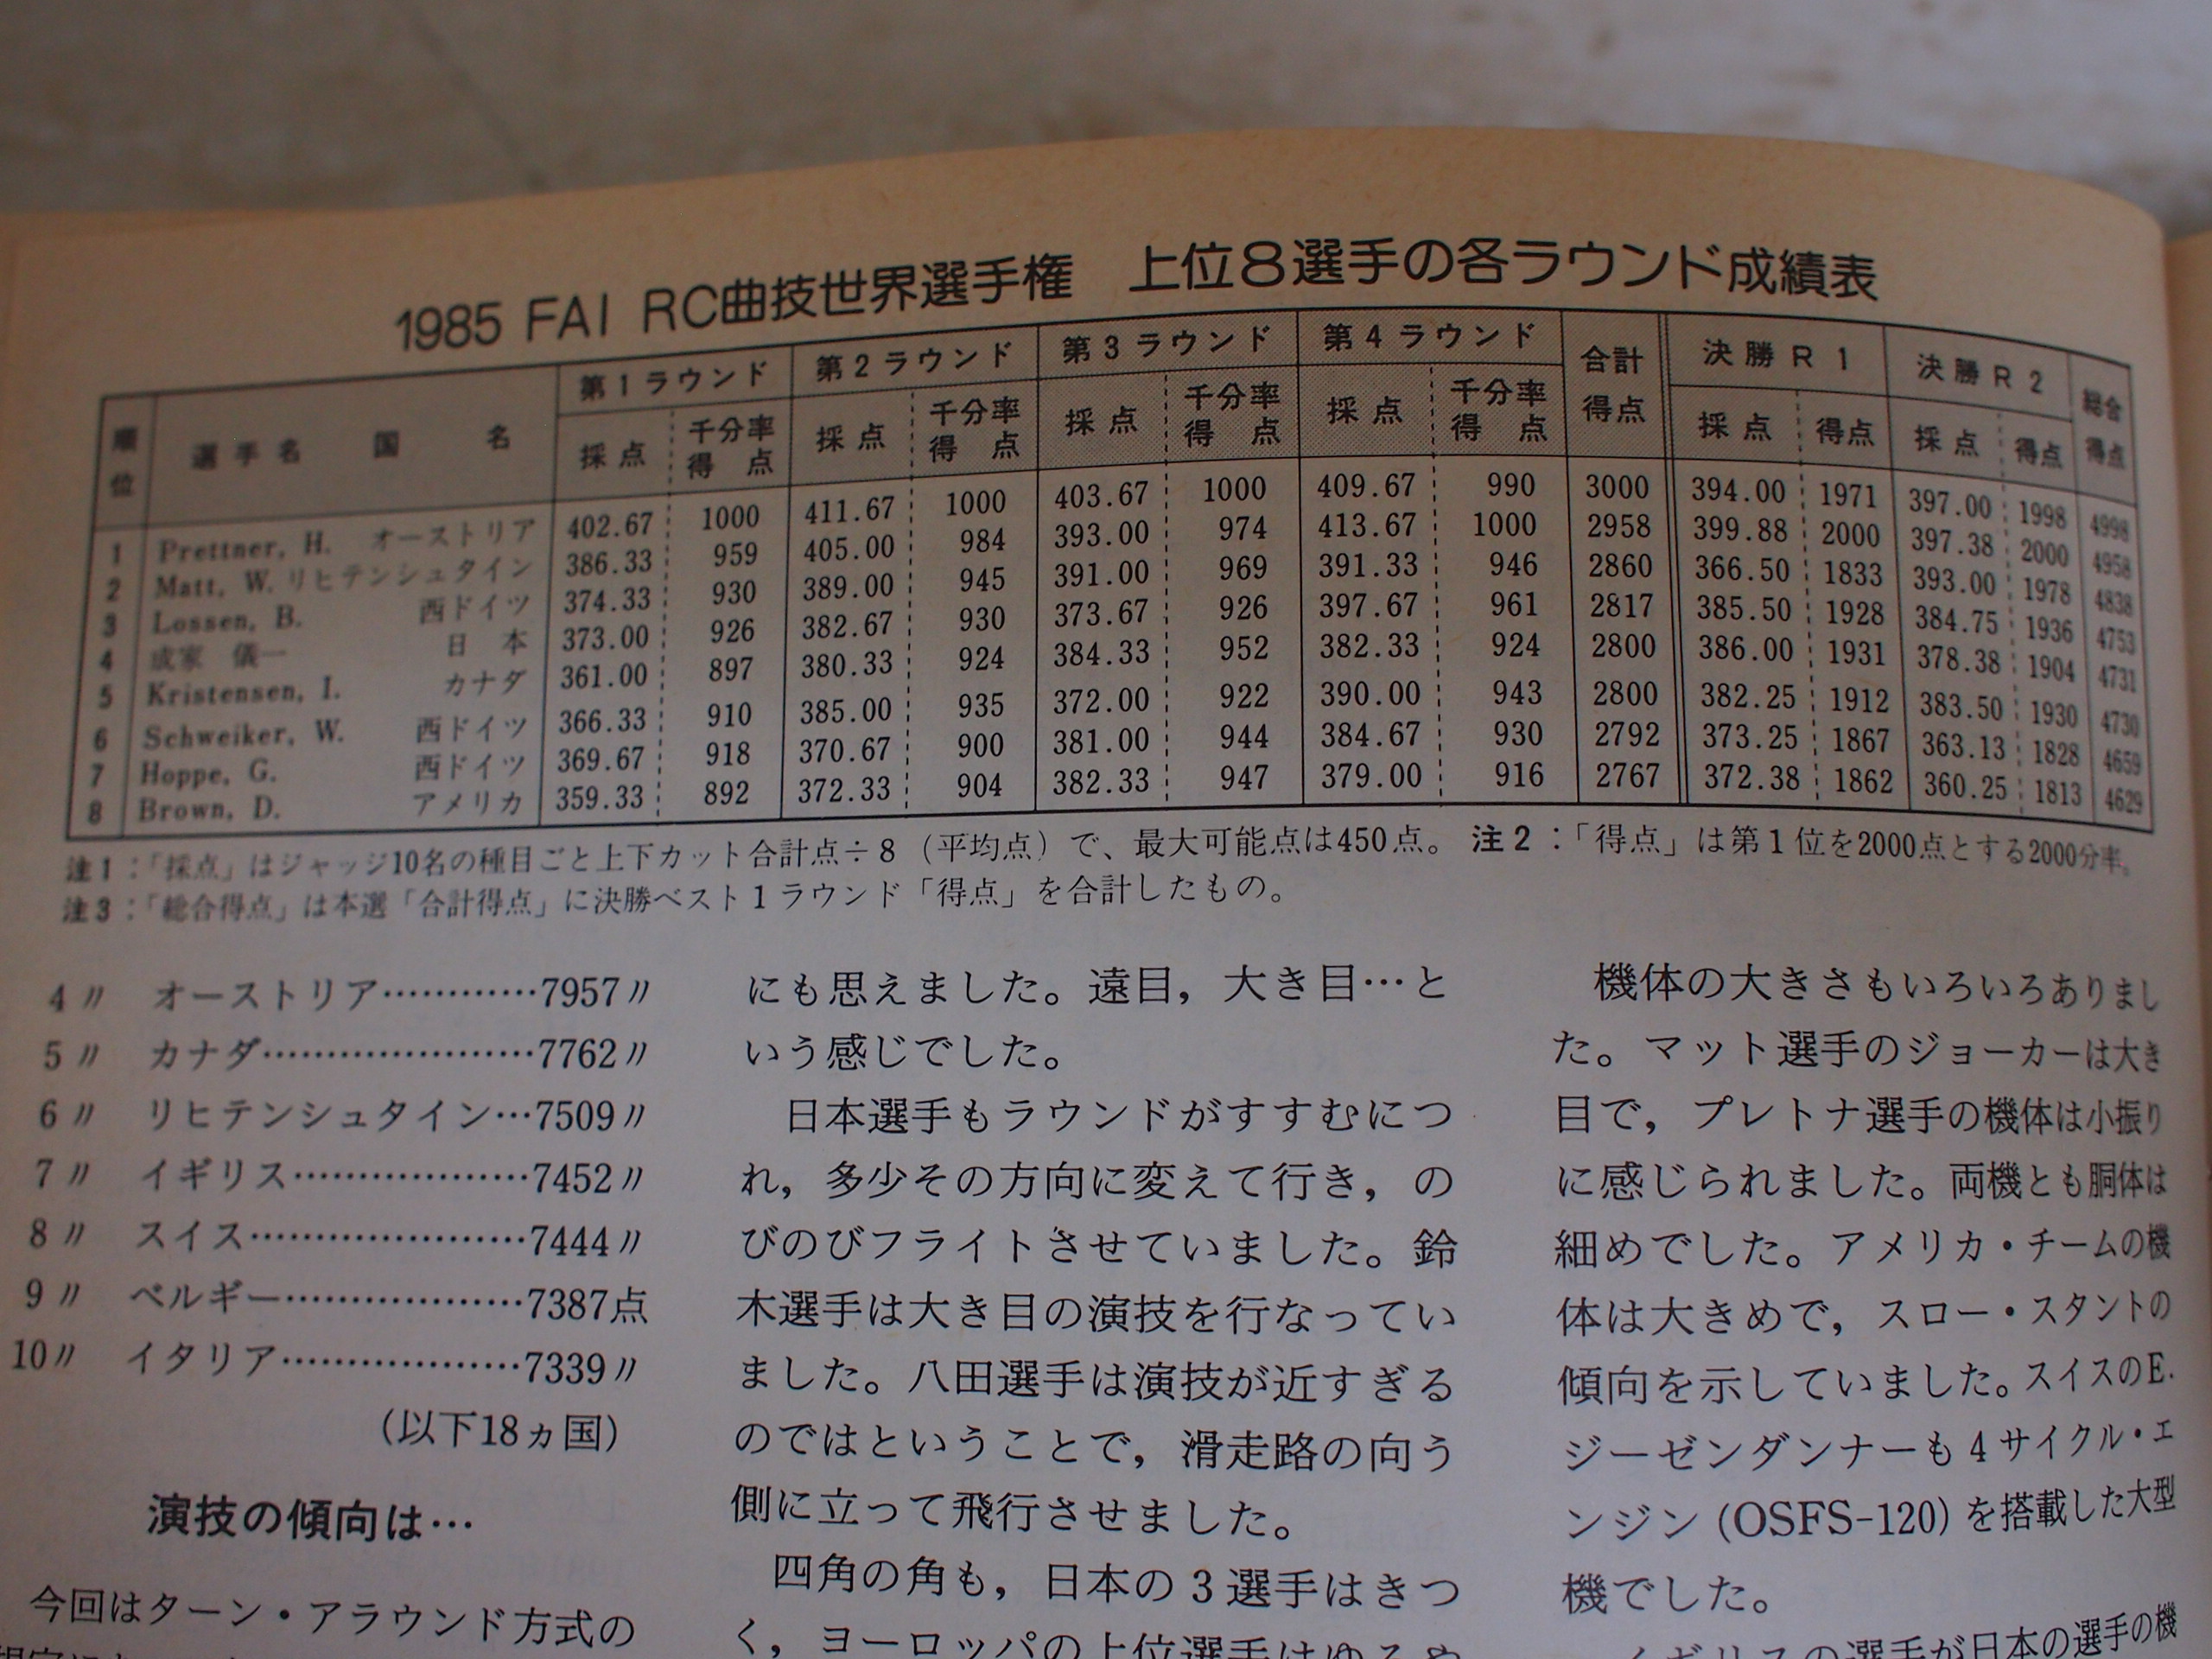 1985 FAI RC曲技世界選手権 上位8選手の各ラウンド成績表
順位 選手名 国名 第1ラウンド 第2ラウンド 第3ラウンド 第4ラウンド 合計得点 決勝R1 決勝R2 総合得点
採点 千分率得点 採点 千分率得点 採点 千分率得点 採点 千分率得点 採点 得点 採点 得点
1 Prettner, H. オーストリア 402.67 1000 411.67 1000 403.67 1000 409.67 990 3000 394.00 1971 397.00 1998 4998
2 Matt, W. リヒテンシュタイン 386.33 959 405.00 984 393.00 974 413.67 1000 2958 399.88 2000 397.38 2000 4958
3 Lossen, B. 西ドイツ 374.33 930 389.00 945 391.00 969 391.33 946 2860 366.50 1833 393.00 1978 4838
4 成家 儀一 日本 373.00 926 382.67 930 373.67 926 397.67 961 2817 385.50 1928 384.75 1936 4753
5 Kristensen, I. カナダ 361.00 897 380.33 924 384.33 952 382.33 924 2800 386.00 1931 378.38 1904 4731
6 Schweiker, W. 西ドイツ 366.33 910 385.00 935 372.00 922 390.00 943 2800 382.25 1912 383.50 1930 4730
7 Hoppe, G. 西ドイツ 369.67 918 370.67 900 381.00 944 384.67 930 2792 373.25 1867 363.13 1828 4659
8 Brown, D. アメリカ 359.33 892 372.33 904 382.33 947 379.00 916 2767 372.38 1862 360.25 1813 4629
注1：「採点」はジャッジ10名の種目ごと上下カット合計点÷8（平均点）で、最大可能点は450点。 注2：「得点」は第1位を2000点とする2000分率。
注3：「総合得点」は本選「合計得点」に決勝ベスト1ラウンド「得点」を合計したもの。
4〃 オーストリア…………7957〃
5〃 カナダ…………………7762〃
6〃 リヒテンシュタイン…7509〃
7〃 イギリス………………7452〃
8〃 スイス…………………7444〃
9〃 ベルギー………………7387点
10〃 イタリア………………7339〃
（以下18ヵ国）
演技の傾向は…
今回はターン・アラウンド方式の
にも思えました。遠目，大き目…と
いう感じでした。
日本選手もラウンドがすすむにつ
れ，多少その方向に変えて行き，の
びのびフライトさせていました。鈴
木選手は大き目の演技を行なってい
ました。八田選手は演技が近すぎる
のではということで，滑走路の向う
側に立って飛行させました。
四角の角も，日本の3選手はきつ
く，ヨーロッパの上位選手はゆるや
機体の大きさもいろいろありまし
た。マット選手のジョーカーは大き
目で，プレトナ選手の機体は小振り
に感じられました。両機とも胴体は
細めでした。アメリカ・チームの機
体は大きめで，スロー・スタントの
傾向を示していました。スイスのE.
ジーゼンダンナーも4サイクル・エ
ンジン（OSFS-120）を搭載した大型
機でした。
イギリスの選手が日本の選手の機